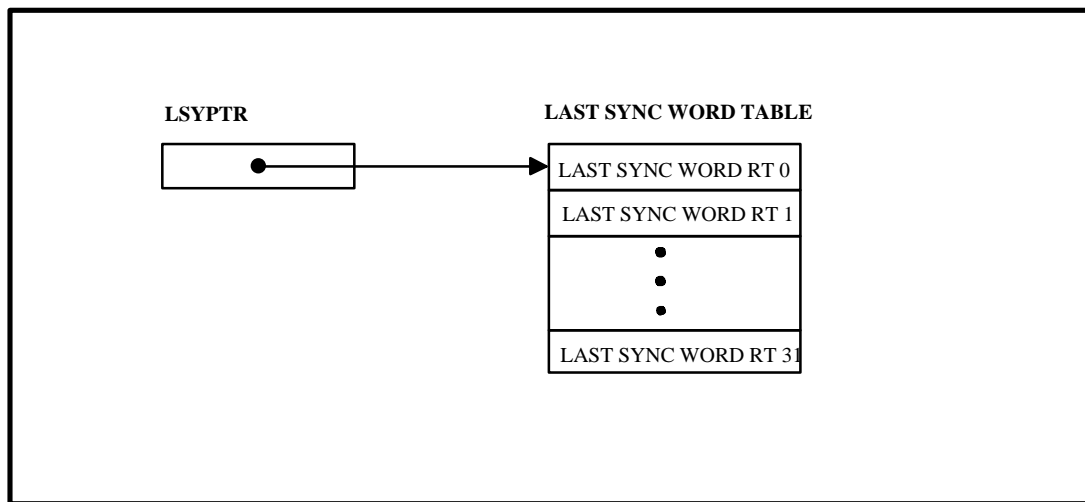 LSYPTR
LAST SYNC WORD TABLE
LAST SYNC WORD RT 0
LAST SYNC WORD RT 1
LAST SYNC WORD RT 31